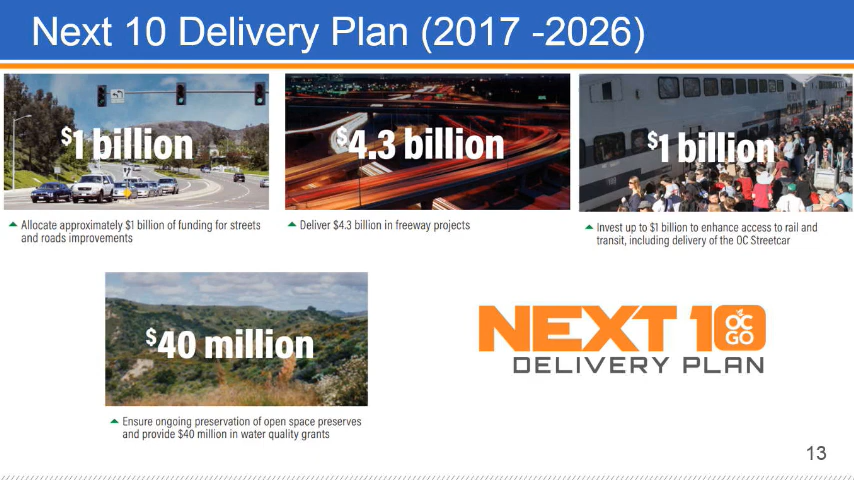 Next 10 Delivery Plan (2017 -2026)
$1 billion
$4.3 billion
$1 billion
Allocate approximately $1 billion of funding for streets
and roads improvements
Deliver $4.3 billion in freeway projects
Invest up to $1 billion to enhance access to rail and
transit, including delivery of the OC Streetcar
$40 million
Ensure ongoing preservation of open space preserves
and provide $40 million in water quality grants
NEXT 10
OC
GO
DELIVERY PLAN
13